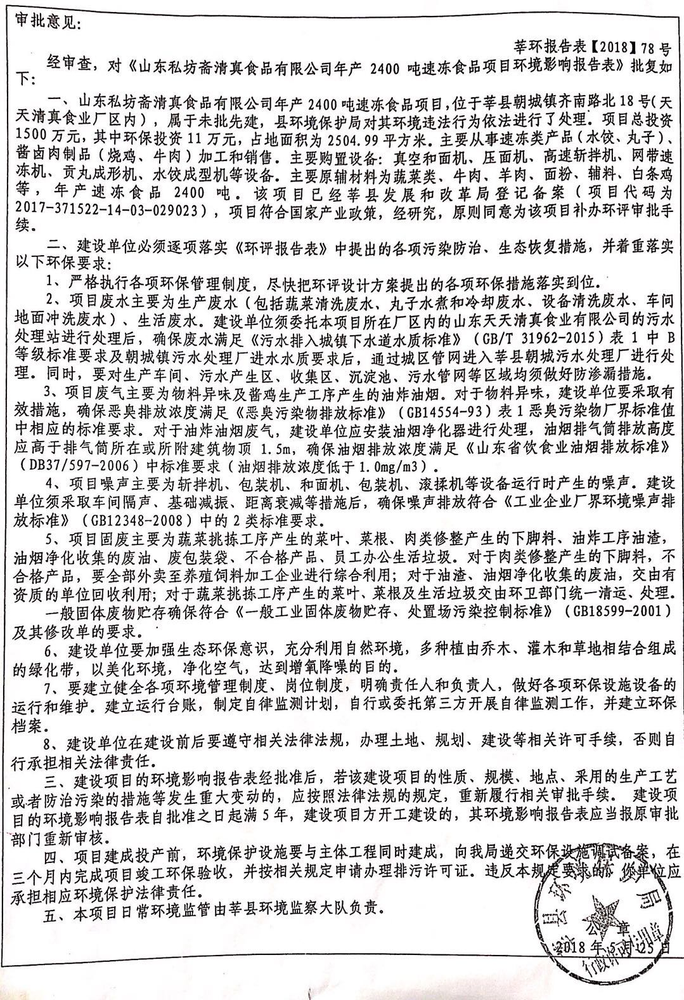 审批意见：
莘环报告表【2018】78号
经审查，对《山东私坊斋清真食品有限公司年产 2400 吨速冻食品项目环境影响报告表》批复如
下：
一、山东私坊斋清真食品有限公司年产2400吨速冻食品项目，位于莘县朝城镇齐南路北18号（天
天清真食业厂区内），属于未批先建，县环境保护局对其环境违法行为依法进行了处理。项目总投资
1500万元，其中环保投资11万元，占地面积为2504.99平方米。主要从事速冻类产品（水饺、丸子）、
酱卤肉制品（烧鸡、牛肉）加工和销售。主要购置设备：真空和面机、压面机、高速斩拌机、网带速
冻机、贡丸成形机、水饺成型机等设备。主要原辅材料为蔬菜类、牛肉、羊肉、面粉、辅料、白条鸡
等，年产速冻食品2400吨。该项目已经莘县发展和改革局登记备案（项目代码为
2017-371522-14-03-029023），项目符合国家产业政策，经研究，原则同意为该项目补办环评审批手
续。
二、建设单位必须逐项落实《环评报告表》中提出的各项污染防治、生态恢复措施，并着重落实
以下环保要求：
1、严格执行各项环保管理制度，尽快把环评设计方案提出的各项环保措施落实到位。
2、项目废水主要为生产废水（包括蔬菜清洗废水、丸子水煮和冷却废水、设备清洗废水、车间
地面冲洗废水）、生活废水。建设单位须委托本项目所在厂区内的山东天天清真食业有限公司的污水
处理站进行处理后，确保废水满足《污水排入城镇下水道水质标准》（GB/T 31962-2015）表1中B
等级标准要求及朝城镇污水处理厂进水水质要求后，通过城区管网进入莘县朝城污水处理厂进行处
理。同时，要对生产车间、污水产生区、收集区、沉淀池、污水管网等区域均须做好防渗漏措施。
3、项目废气主要为物料异味及酱鸡生产工序产生的油炸油烟。对于物料异味，建设单位要采取有
效措施，确保恶臭排放浓度满足《恶臭污染物排放标准》（GB14554-93）表1恶臭污染物厂界标准值
中相应的标准要求。对于油炸油烟废气，建设单位应安装油烟净化器进行处理，油烟排气筒排放高度
应高于排气筒所在或所附建筑物顶 1.5m，确保油烟排放浓度满足《山东省饮食业油烟排放标准》
（DB37/597-2006）中标准要求（油烟排放浓度低于1.0mg/m3）。
4、项目噪声主要为斩拌机、包装机、和面机、包装机、滚揉机等设备运行时产生的噪声。建设
单位须采取车间隔声、基础减振、距离衰减等措施后，确保噪声排放符合《工业企业厂界环境噪声排
放标准》（GB12348-2008）中的2类标准要求。
5、项目固废主要为蔬菜挑拣工序产生的菜叶、菜根、肉类修整产生的下脚料、油炸工序油渣，
油烟净化收集的废油、废包装袋、不合格产品、员工办公生活垃圾。对于肉类修整产生的下脚料，不
合格产品，要全部外卖至养殖饲料加工企业进行综合利用；对于油渣、油烟净化收集的废油，交由有
资质的单位回收利用；对于蔬菜挑拣工序产生的菜叶、菜根及生活垃圾交由环卫部门统一清运、处理。
一般固体废物贮存确保符合《一般工业固体废物贮存、处置场污染控制标准》（GB18599-2001）
及其修改单的要求。
6、建设单位要加强生态环保意识，充分利用自然环境，多种植由乔木、灌木和草地相结合组成
的绿化带，以美化环境，净化空气，达到增氧降噪的目的。
7、要建立健全各项环境管理制度、岗位制度，明确责任人和负责人，做好各项环保设施设备的
运行和维护。建立运行台账，制定自律监测计划，自行或委托第三方开展自律监测工作，并建立环保
档案。
8、建设单位在建设前后要遵守相关法律法规，办理土地、规划、建设等相关许可手续，否则自
行承担相关法律责任。
三、建设项目的环境影响报告表经批准后，若该建设项目的性质、规模、地点、采用的生产工艺
或者防治污染的措施等发生重大变动的，应按照法律法规的规定，重新履行相关审批手续。 建设项
目的环境影响报告表自批准之日起满5年，建设项目方开工建设的，其环境影响报告表应当报原审批
部门重新审核。
四、项目建成投产前，环境保护设施要与主体工程同时建成，向我局递交环保设施调试备案，在
三个月内完成项目竣工环保验收，并按相关规定申请办理排污许可证。违反本规定要求的，你单位应
承担相应环境保护法律责任。
五、本项目日常环境监管由莘县环境监察大队负责。
莘县环境保护局
公 章
2018年5月25日
行政许可专用章